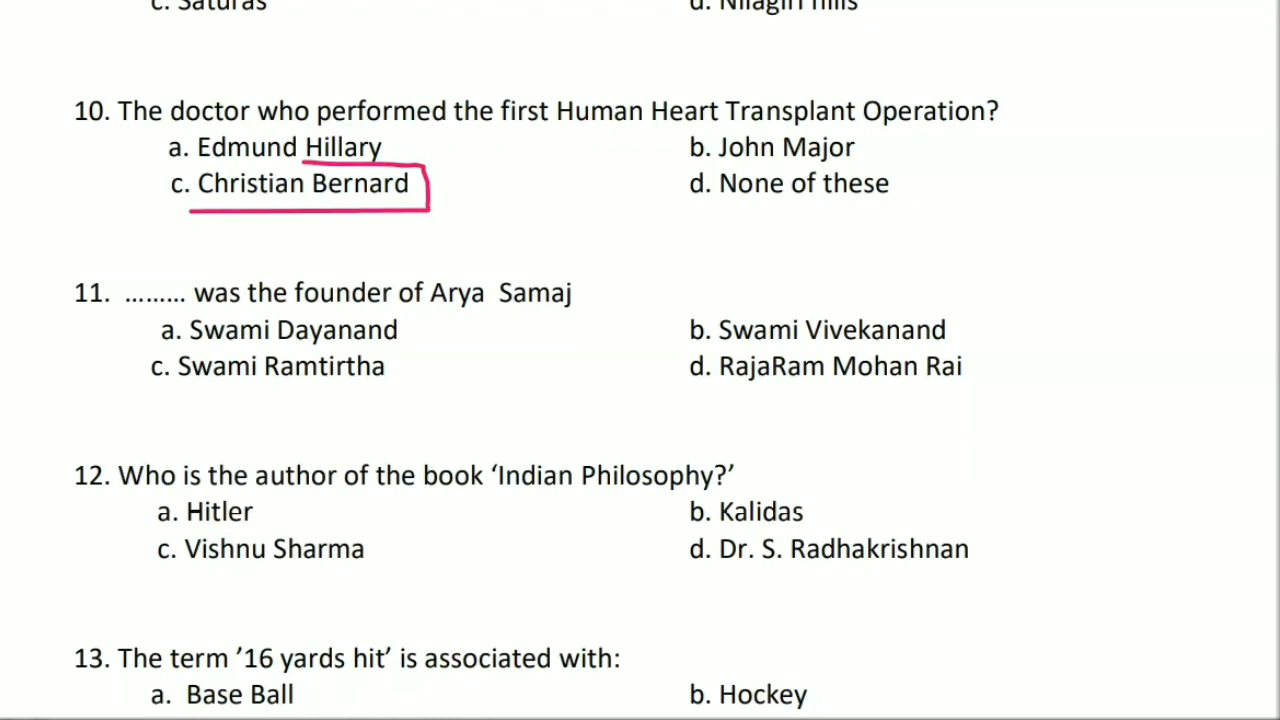 c. Saturas d. Nilagiri hills
10. The doctor who performed the first Human Heart Transplant Operation?
a. Edmund Hillary b. John Major
c. Christian Bernard d. None of these
11. ......... was the founder of Arya Samaj
a. Swami Dayanand b. Swami Vivekanand
c. Swami Ramtirtha d. RajaRam Mohan Rai
12. Who is the author of the book ‘Indian Philosophy?’
a. Hitler b. Kalidas
c. Vishnu Sharma d. Dr. S. Radhakrishnan
13. The term ’16 yards hit’ is associated with:
a. Base Ball b. Hockey